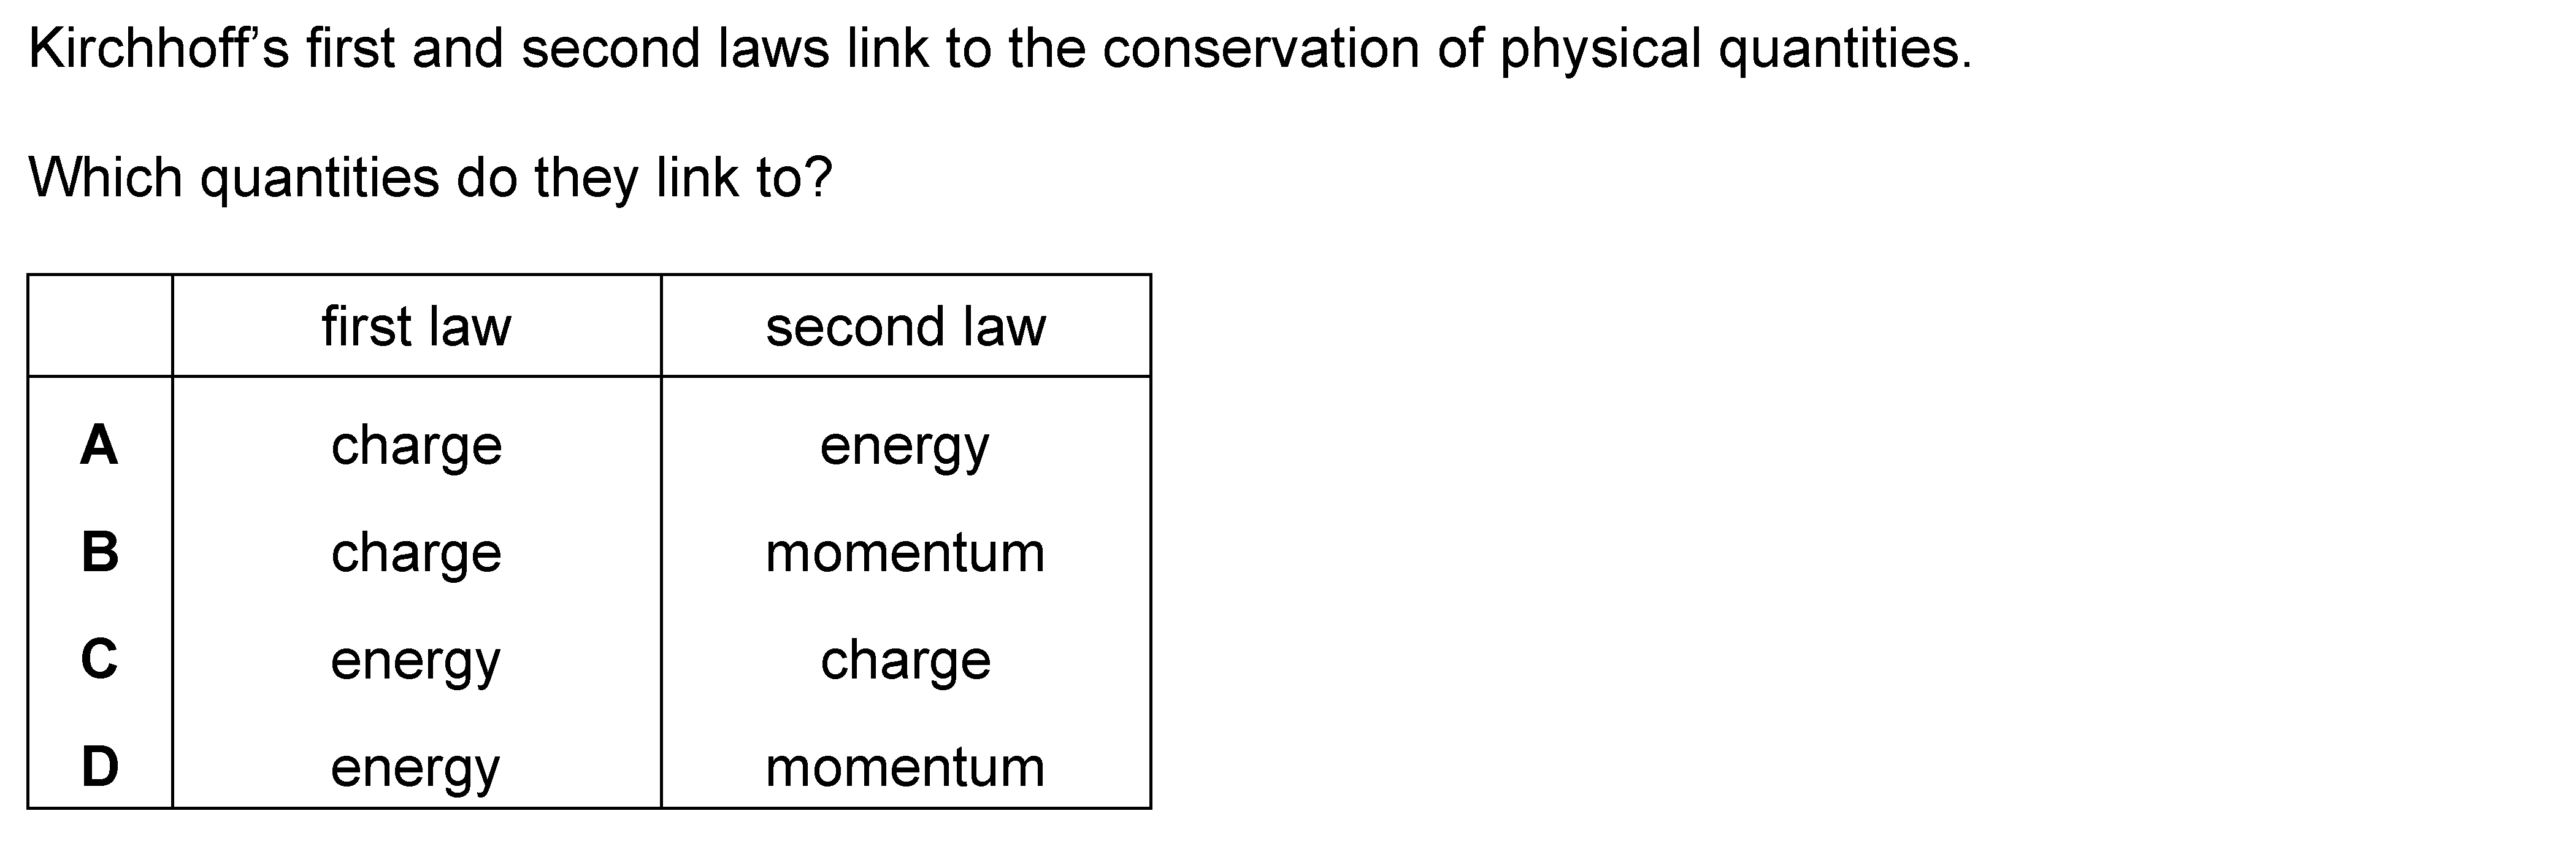 Kirchhoff’s first and second laws link to the conservation of physical quantities.
Which quantities do they link to?
first law second law
A charge energy
B charge momentum
C energy charge
D energy momentum